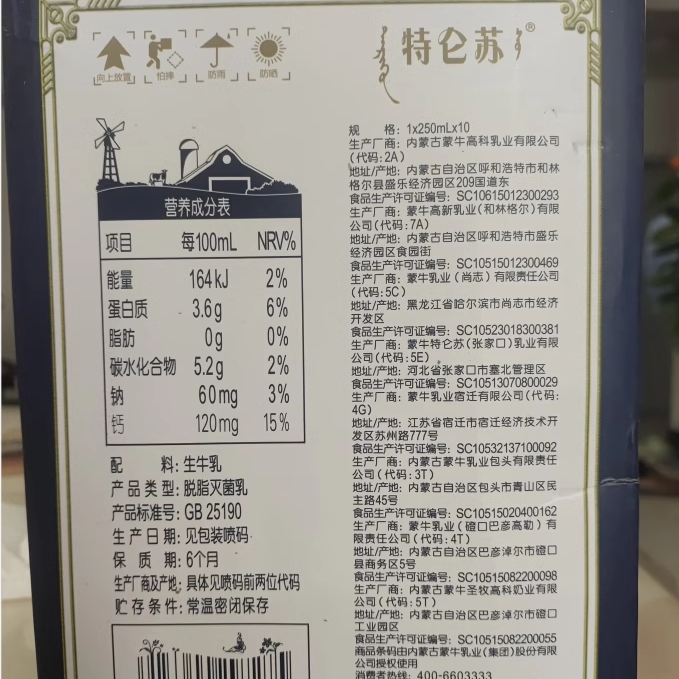 向上放置 怕摔 防雨 防晒
特仑苏®
营养成分表
项目 每100mL NRV%
能量 164kJ 2%
蛋白质 3.6g 6%
脂肪 0g 0%
碳水化合物 5.2g 2%
钠 60mg 3%
钙 120mg 15%
配 料: 生牛乳
产品类型: 脱脂灭菌乳
产品标准号: GB 25190
生产日期: 见包装喷码
保质期: 6个月
生产厂商及产地: 具体见喷码前两位代码
贮存条件: 常温密闭保存
规 格: 1x250mLx10
生产厂商: 内蒙古蒙牛高科乳业有限公司
(代码:2A)
地址/产地: 内蒙古自治区呼和浩特市和林
格尔县盛乐经济园区209国道东
食品生产许可证编号: SC10615012300293
生产厂商: 蒙牛高新乳业(和林格尔)有限
公司(代码:7A)
地址/产地: 内蒙古自治区呼和浩特市盛乐
经济园区食园街
食品生产许可证编号: SC10515012300469
生产厂商: 蒙牛乳业(尚志)有限责任公司
(代码:5C)
地址/产地: 黑龙江省哈尔滨市尚志市经济
开发区
食品生产许可证编号: SC10523018300381
生产厂商: 蒙牛特仑苏(张家口)乳业有限
公司(代码:5E)
地址/产地: 河北省张家口市塞北管理区
食品生产许可证编号: SC10513070800029
生产厂商: 蒙牛乳业宿迁有限公司(代码:
4G)
地址/产地: 江苏省宿迁市宿迁经济技术开
发区苏州路777号
食品生产许可证编号: SC10532137100092
生产厂商: 内蒙古蒙牛乳业包头有限责任
公司(代码:3T)
地址/产地: 内蒙古自治区包头市青山区民
主路45号
食品生产许可证编号: SC10515020400162
生产厂商: 蒙牛乳业(磴口巴彦高勒)有
限责任公司(代码:4T)
地址/产地: 内蒙古自治区巴彦淖尔市磴口
县商务区5号
食品生产许可证编号: SC10515082200098
生产厂商: 内蒙古蒙牛圣牧高科奶业有限
公司(代码:5T)
地址/产地: 内蒙古自治区巴彦淖尔市磴口
工业园区
食品生产许可证编号: SC10515082200055
商品条码由内蒙古蒙牛乳业(集团)股份有限
公司授权使用
消费者热线: 400-6603333